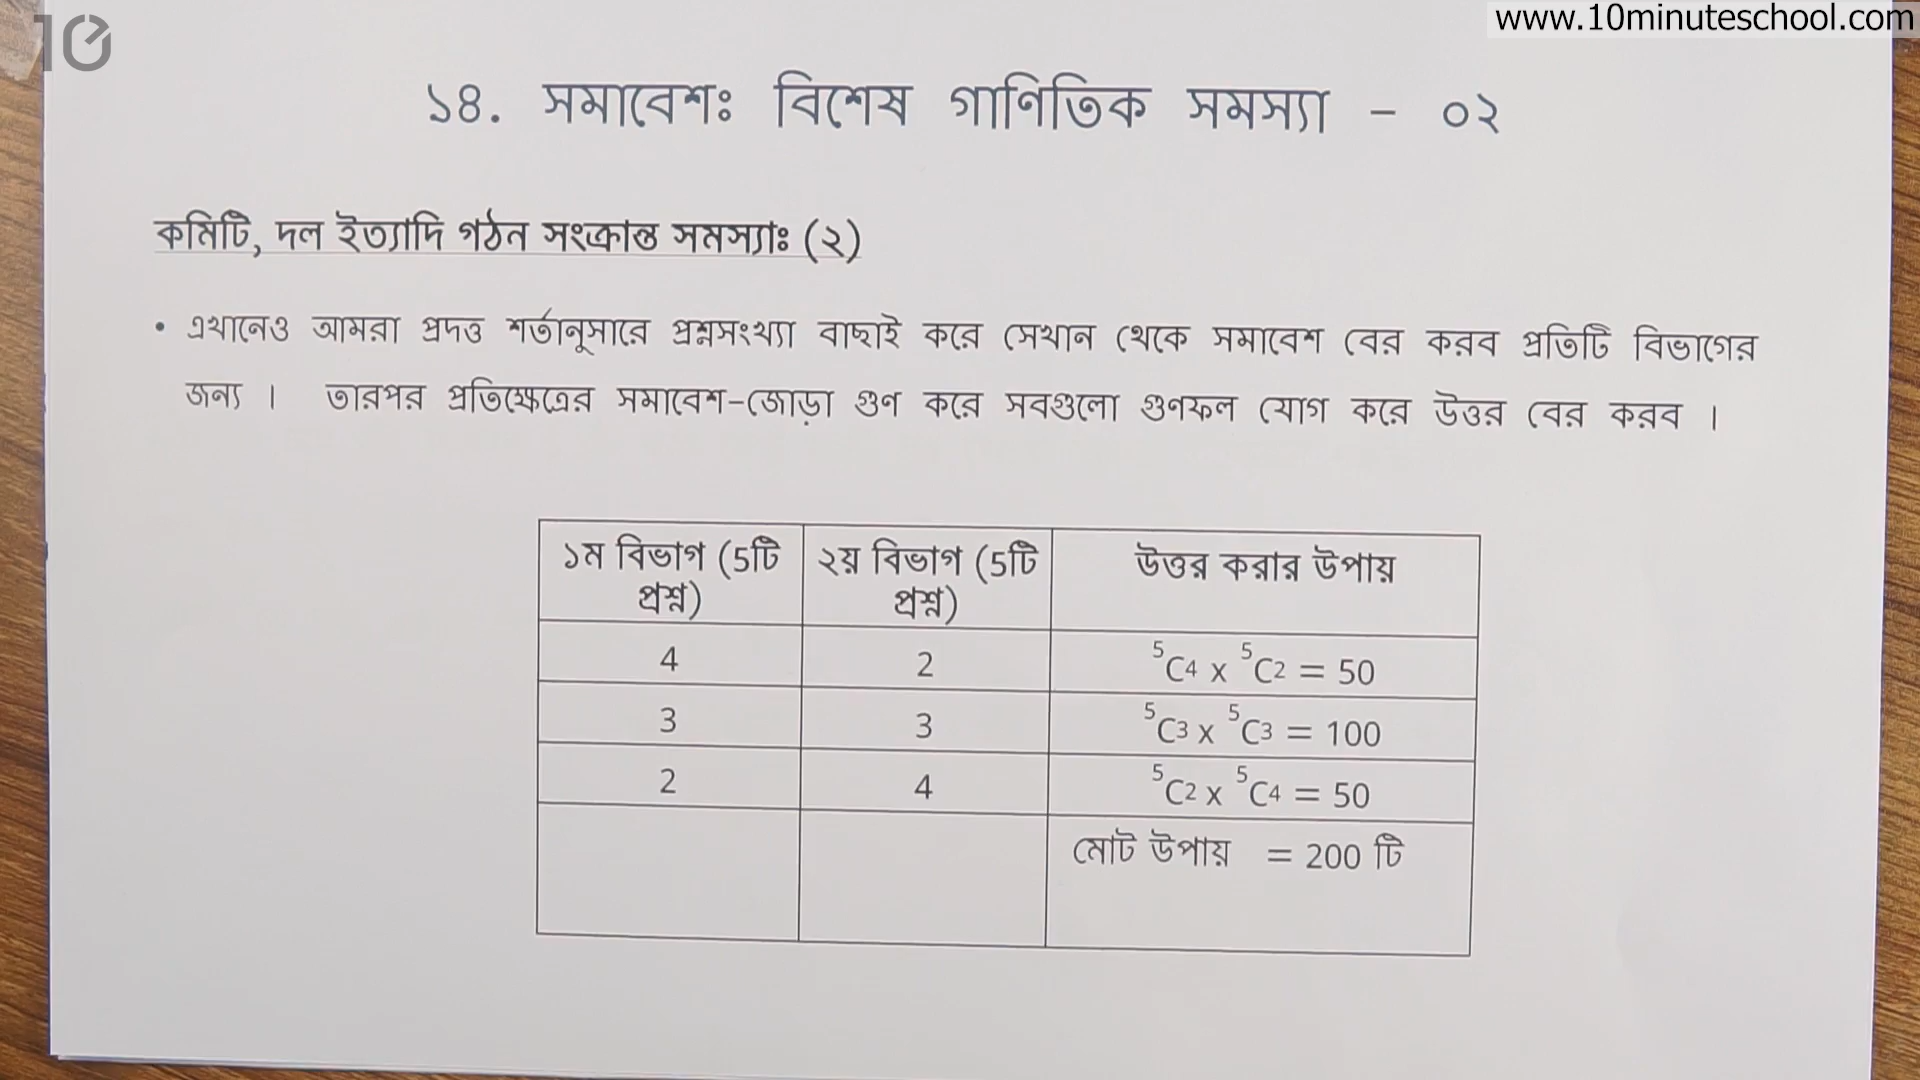 10
www.10minuteschool.com
১৪. সমাবেশঃ বিশেষ গাণিতিক সমস্যা - ০২
কমিটি, দল ইত্যাদি গঠন সংক্রান্ত সমস্যাঃ (২)
• এখানেও আমরা প্রদত্ত শর্তানুসারে প্রশ্নসংখ্যা বাছাই করে সেখান থেকে সমাবেশ বের করব প্রতিটি বিভাগের
জন্য । তারপর প্রতিক্ষেত্রের সমাবেশ-জোড়া গুন করে সবগুলো গুনফল যোগ করে উত্তর বের করব ।
১ম বিভাগ (5টি প্রশ্ন) ২য় বিভাগ (5টি প্রশ্ন) উত্তর করার উপায়
4 2 ⁵C4 x ⁵C2 = 50
3 3 ⁵C3 x ⁵C3 = 100
2 4 ⁵C2 x ⁵C4 = 50
মোট উপায় = 200 টি